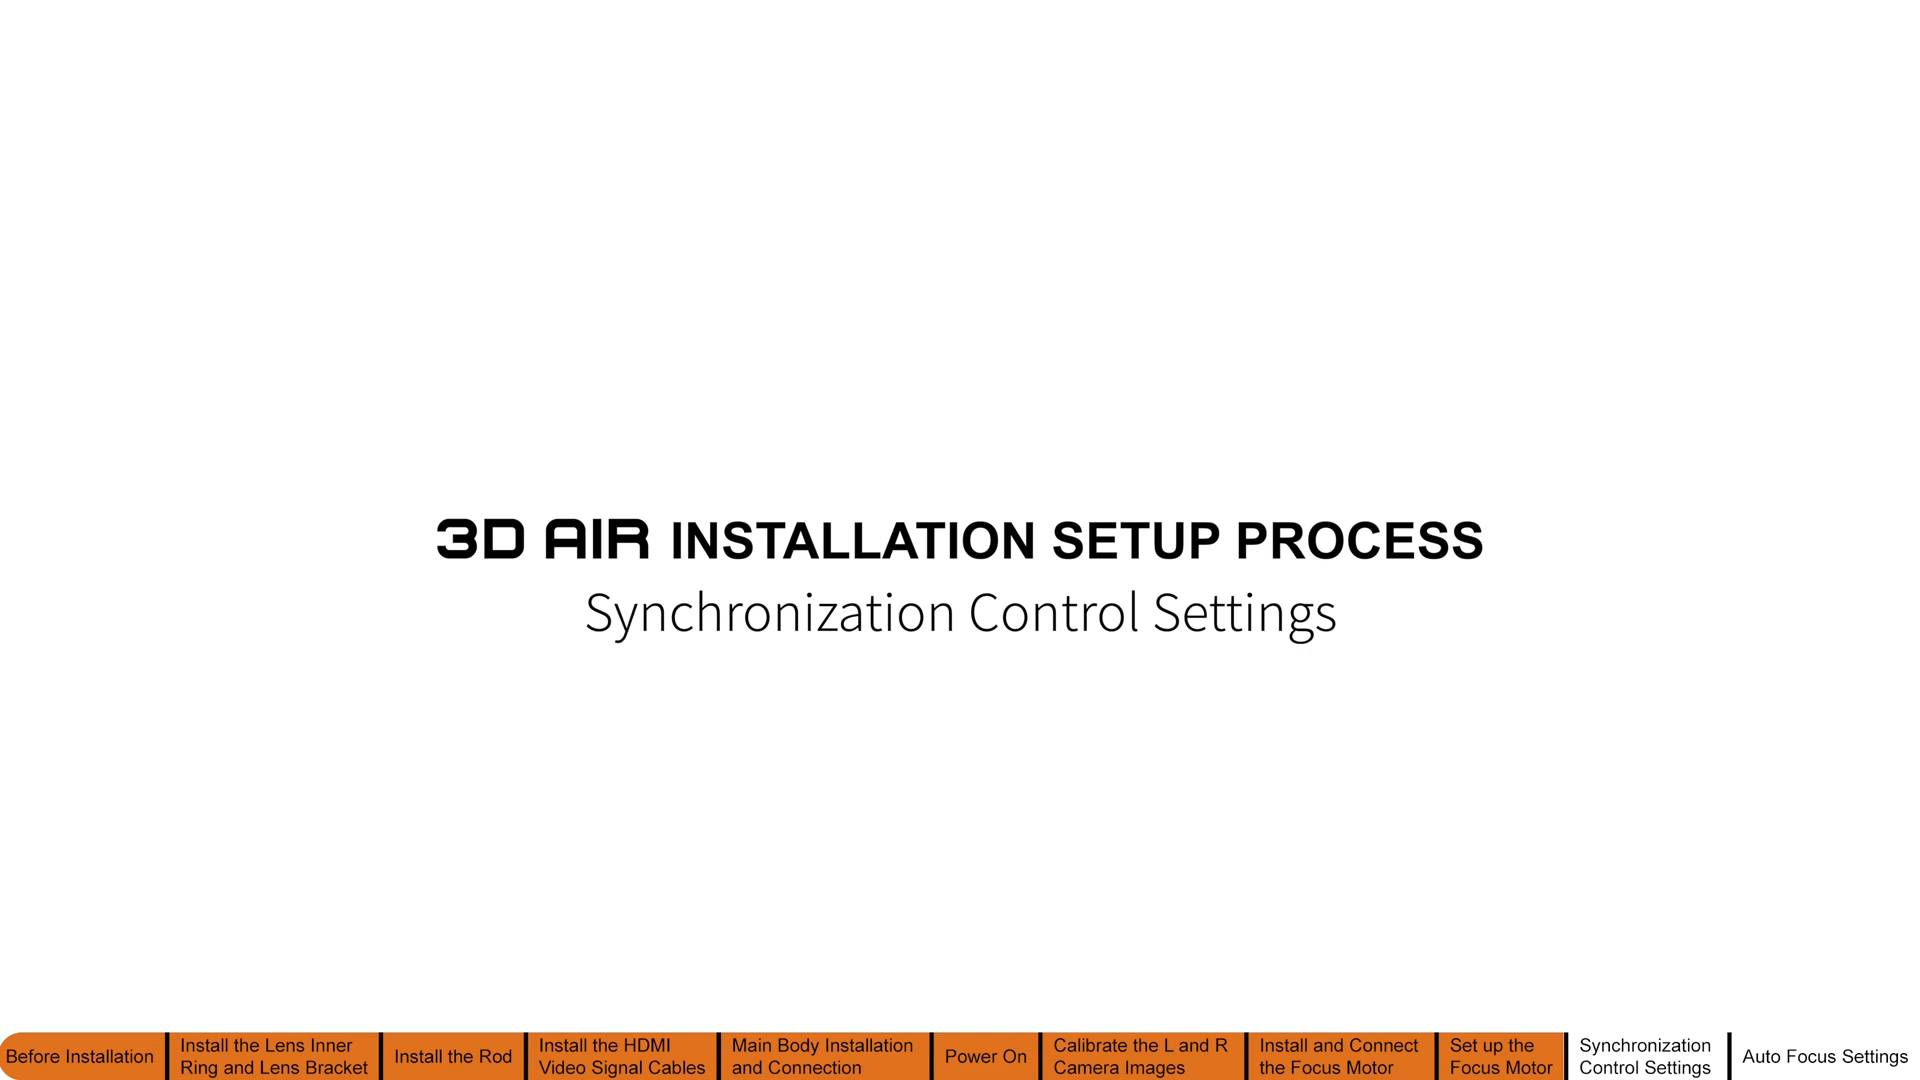 3D AIR INSTALLATION SETUP PROCESS
Synchronization Control Settings
Before Installation
Install the Lens Inner
Ring and Lens Bracket
Install the Rod
Install the HDMI
Video Signal Cables
Main Body Installation
and Connection
Power On
Calibrate the L and R
Camera Images
Install and Connect
the Focus Motor
Set up the
Focus Motor
Synchronization
Control Settings
Auto Focus Settings